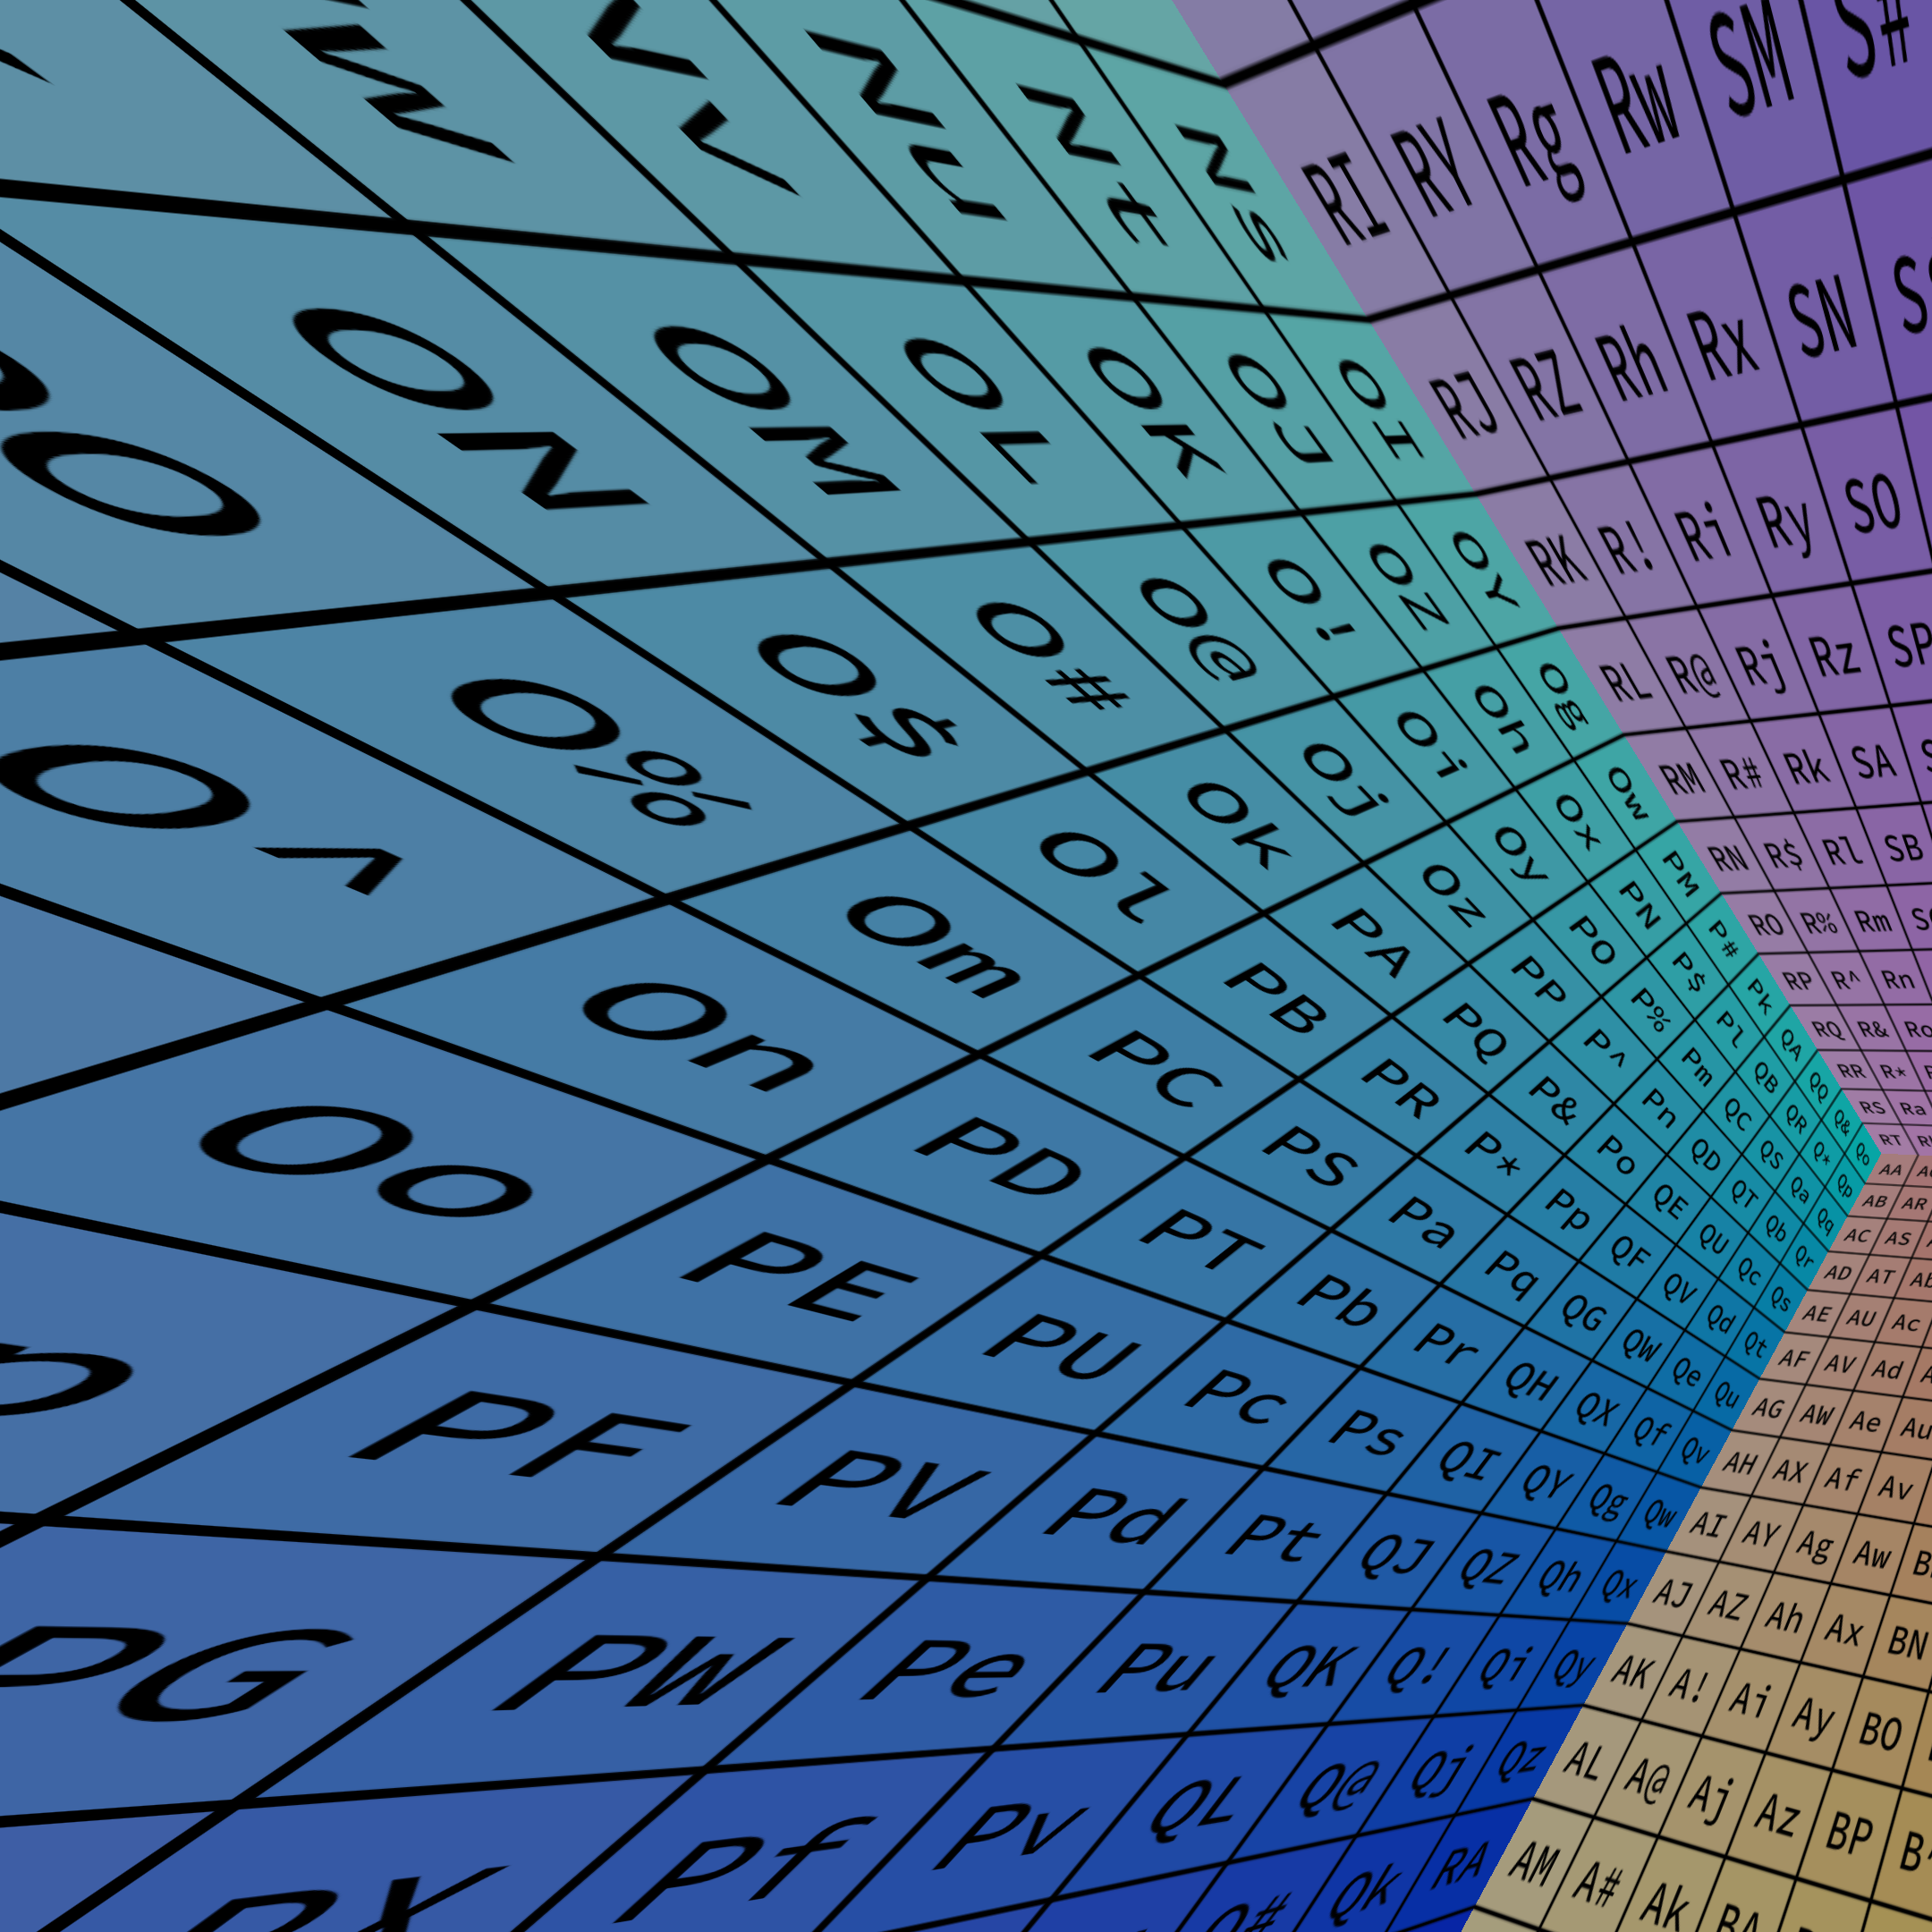 RI RY Rg Rw SM S#
RJ RZ Rh Rx SN
RK R! Ri Ry SO
RL R@ Rj Rz SP
RM R# Rk SA
RN R$ Rl SB
RO R% Rm
RP R^ Rn
RQ R& Ro
RR R*
RS Ra
RT
ON OM OL OK OJ OI
O^ O% O$ O# O@ O! OZ OY
Oo On Om Ol Ok Oj Oi Oh Og
PF PE PD PC PB PA Oz Oy Ox Ow
PW PV PU PT PS PR PQ PP PO PN PM
Pf Pe Pd Pc Pb Pa P* P& P^ P% P$ P#
Pv Pu Pt Ps Pr Pq Pp Po Pn Pm Pl Pk
QL QK QJ QI QH QG QF QE QD QC QB QA
Q# Q@ Q! QZ QY QX QW QV QU QT QS QR QQ
Qk Qj Qi Qh Qg Qf Qe Qd Qc Qb Qa Q* Q&
RA Qz Qy Qx Qw Qv Qu Qt Qs Qr Qq Qp Qo
AA
AB AR
AC AS
AD AT
AE AU Ac
AF AV Ad
AG AW Ae Au
AH AX Af Av
AI AY Ag Aw
AJ AZ Ah Ax BN
AK A! Ai Ay BO
AL A@ Aj Az BP
AM A# Ak BA